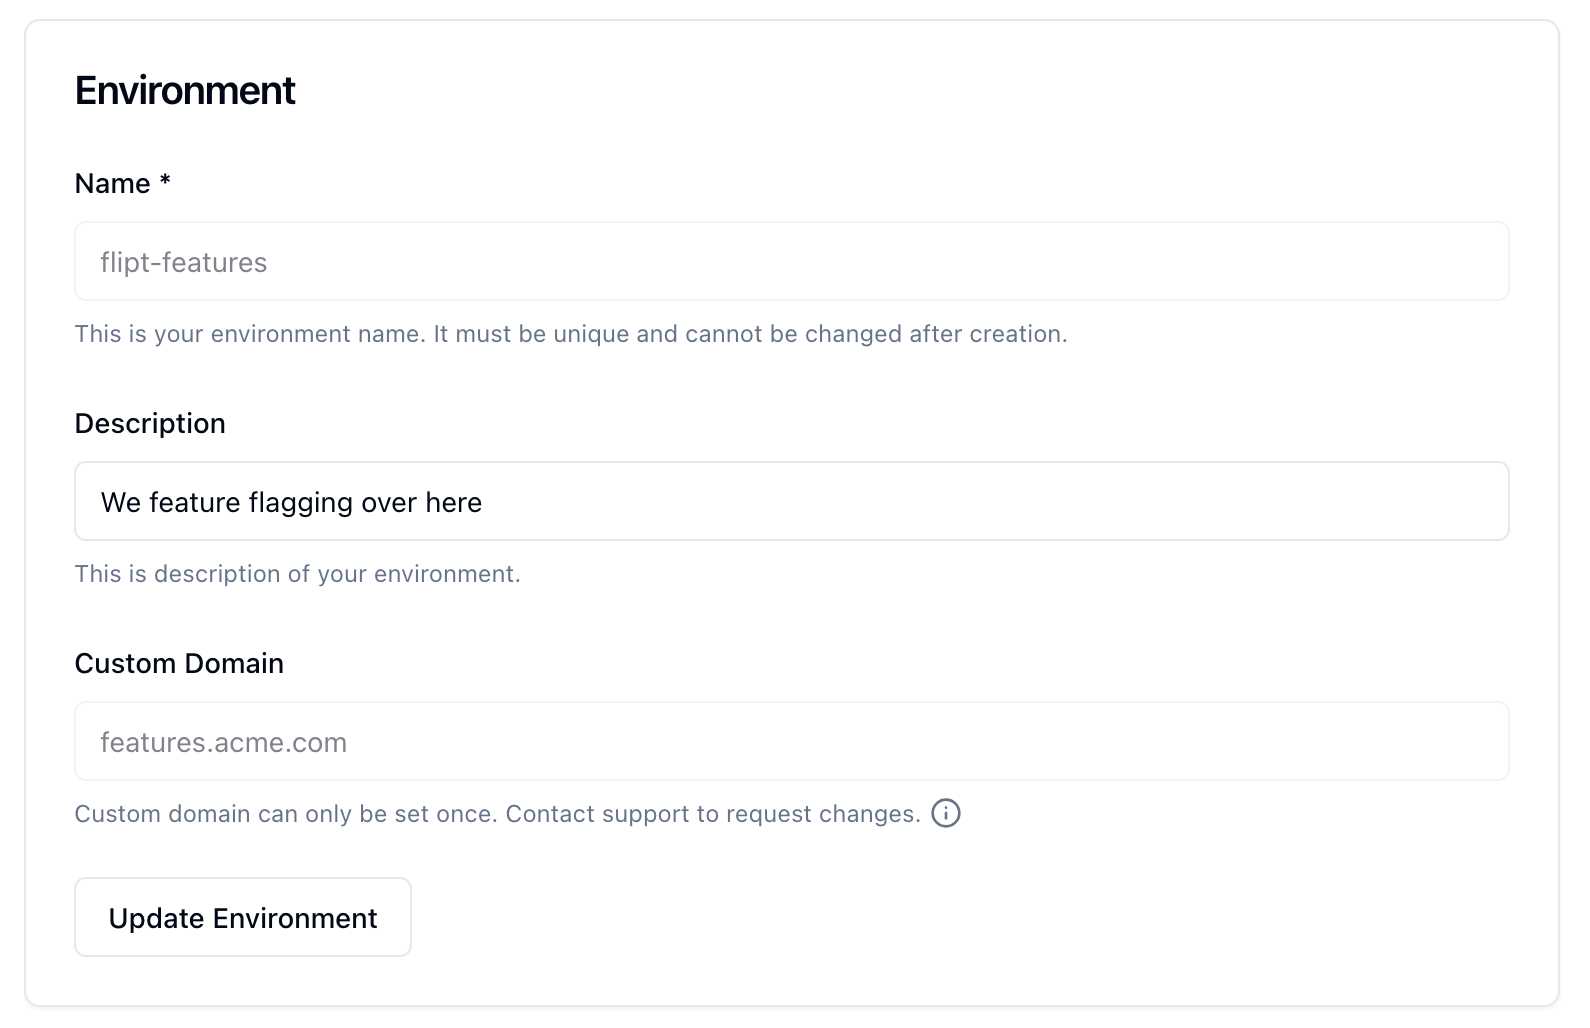 Environment
Name *
flipt-features
This is your environment name. It must be unique and cannot be changed after creation.
Description
We feature flagging over here
This is description of your environment.
Custom Domain
features.acme.com
Custom domain can only be set once. Contact support to request changes.
Update Environment